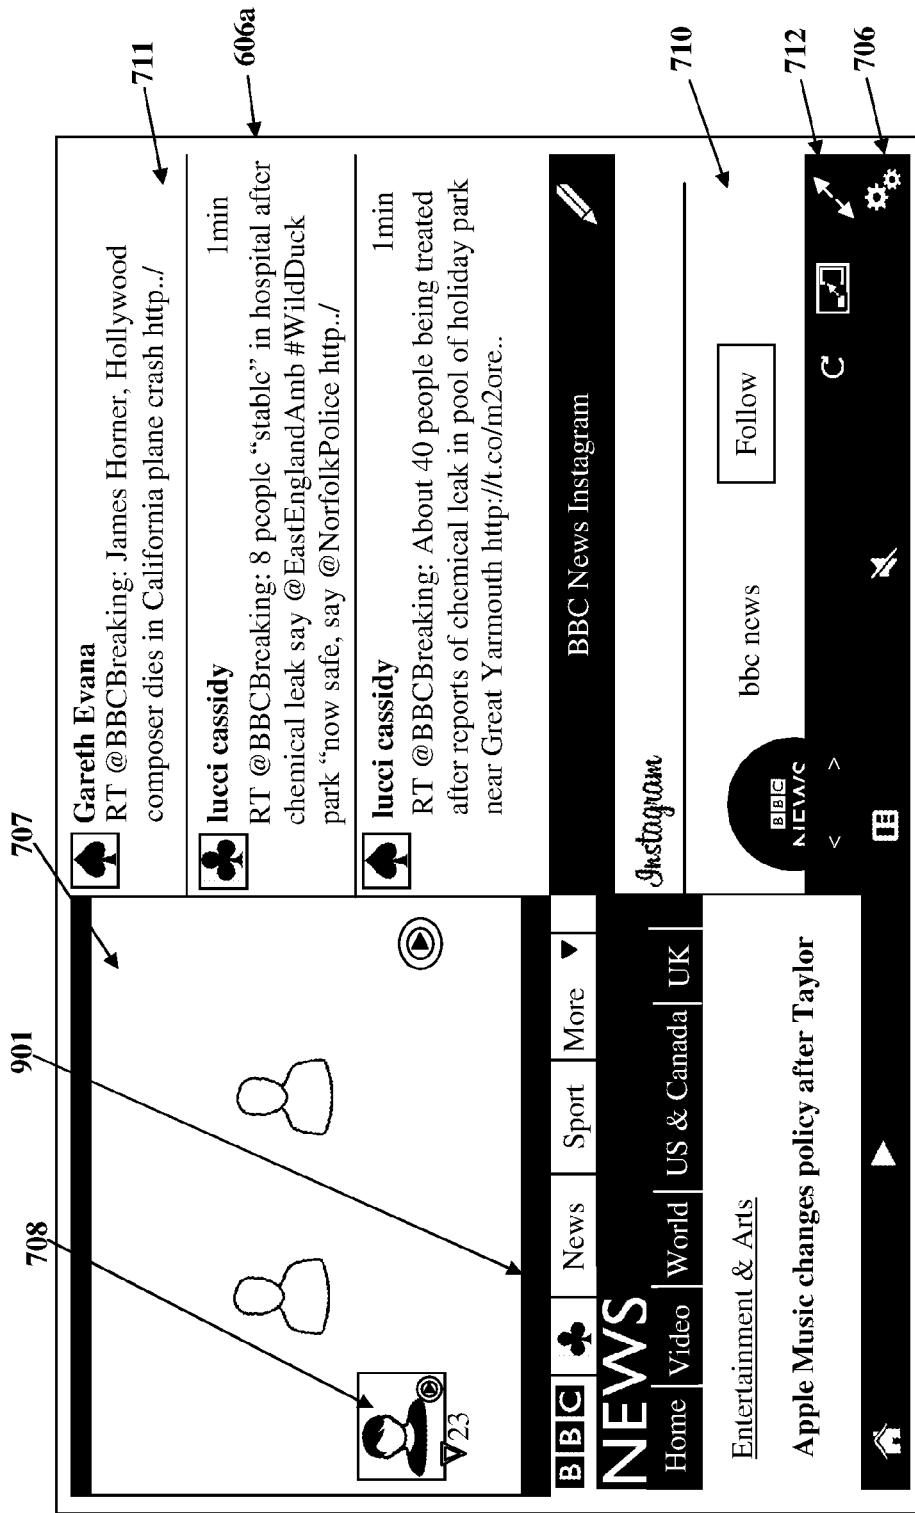 708
901
707
711
606a
710
712
706
23
Gareth Evana
RT @BBCBreaking: James Horner, Hollywood
composer dies in California plane crash http../
lucci cassidy
1min
RT @BBCBreaking: 8 people “stable” in hospital after
chemical leak say @EastEnglandAmb #WildDuck
park “now safe, say @NorfolkPolice http../
lucci cassidy
1min
RT @BBCBreaking: About 40 people being treated
after reports of chemical leak in pool of holiday park
near Great Yarmouth http://t.co/m2ore..
BBC News Sport More
NEWS
Home Video World US & Canada UK
Entertainment & Arts
Apple Music changes policy after Taylor
BBC News Instagram
Instagram
BBC
NEWS
bbc news
Follow
< >